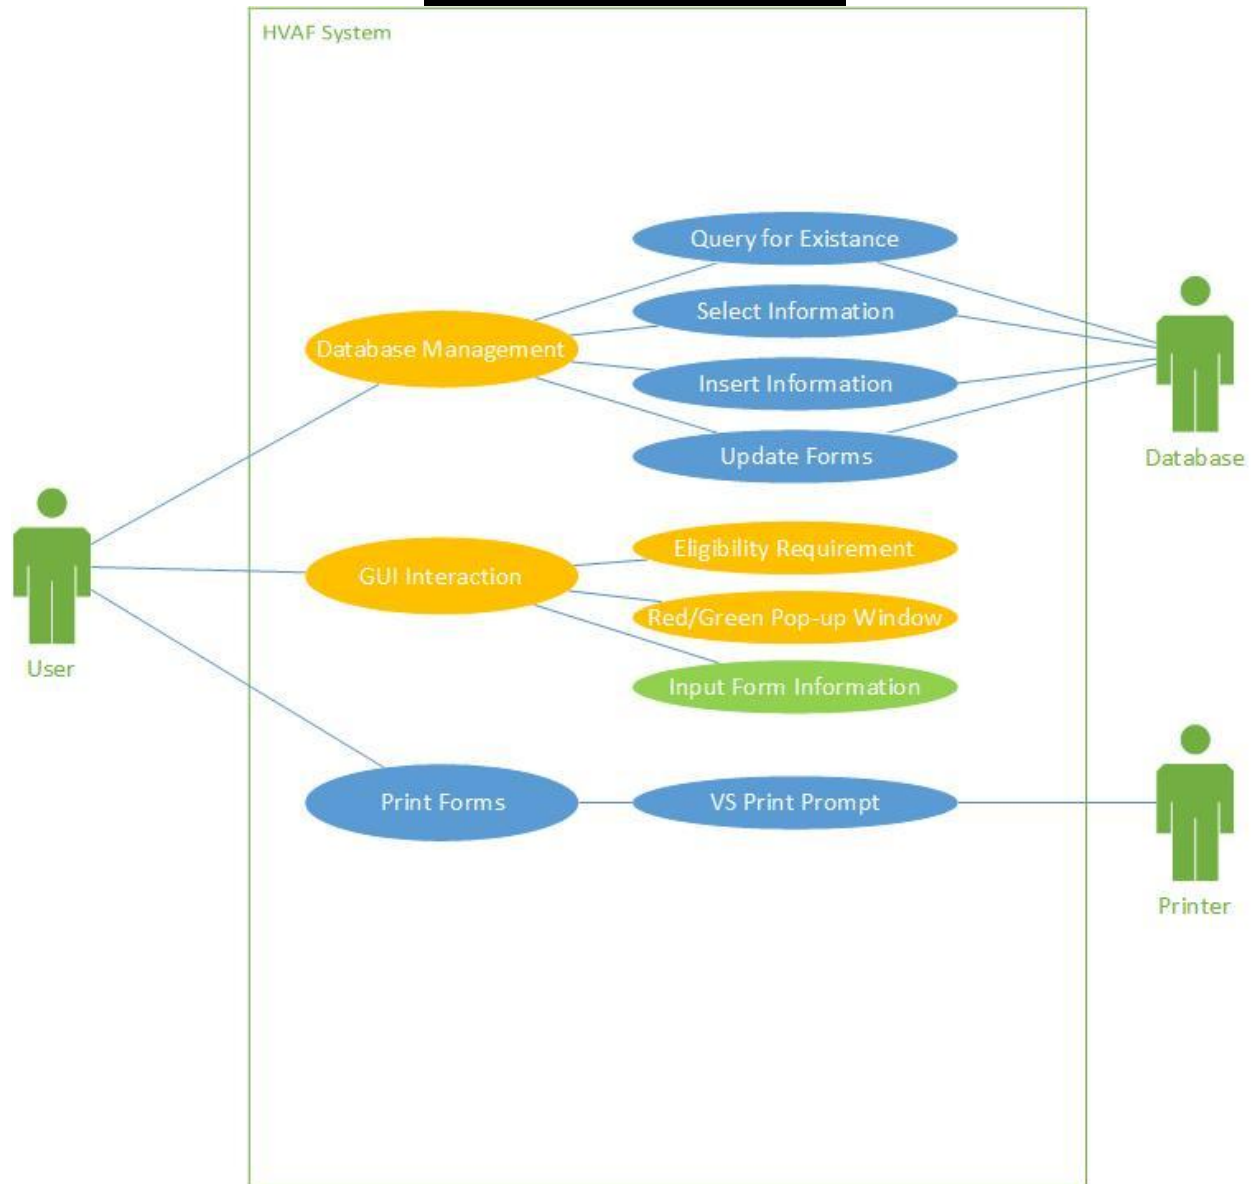 HVAF System
Query for Existance
Select Information
Database Management
Insert Information
Update Forms
Database
Eligibility Requirement
GUI Interaction
Red/Green Pop-up Window
User
Input Form Information
Print Forms
VS Print Prompt
Printer